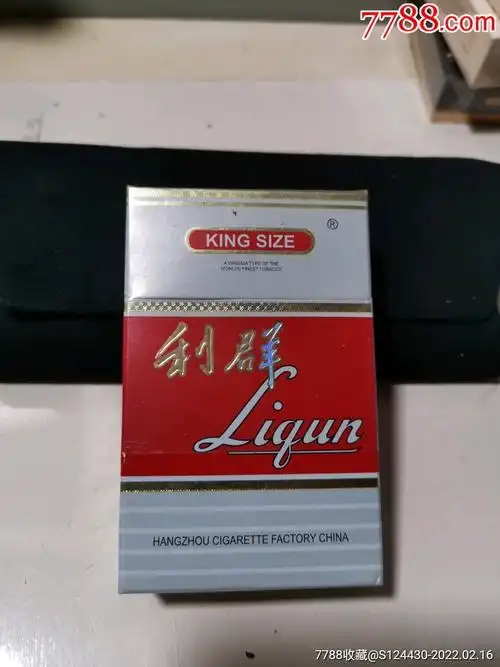 7788.com
KING SIZE
®
A VIRGINIA TYPE OF THE
WORLD'S FINEST TOBACCO
利群
Liqun
HANGZHOU CIGARETTE FACTORY CHINA
7788收藏@S124430-2022.02.16